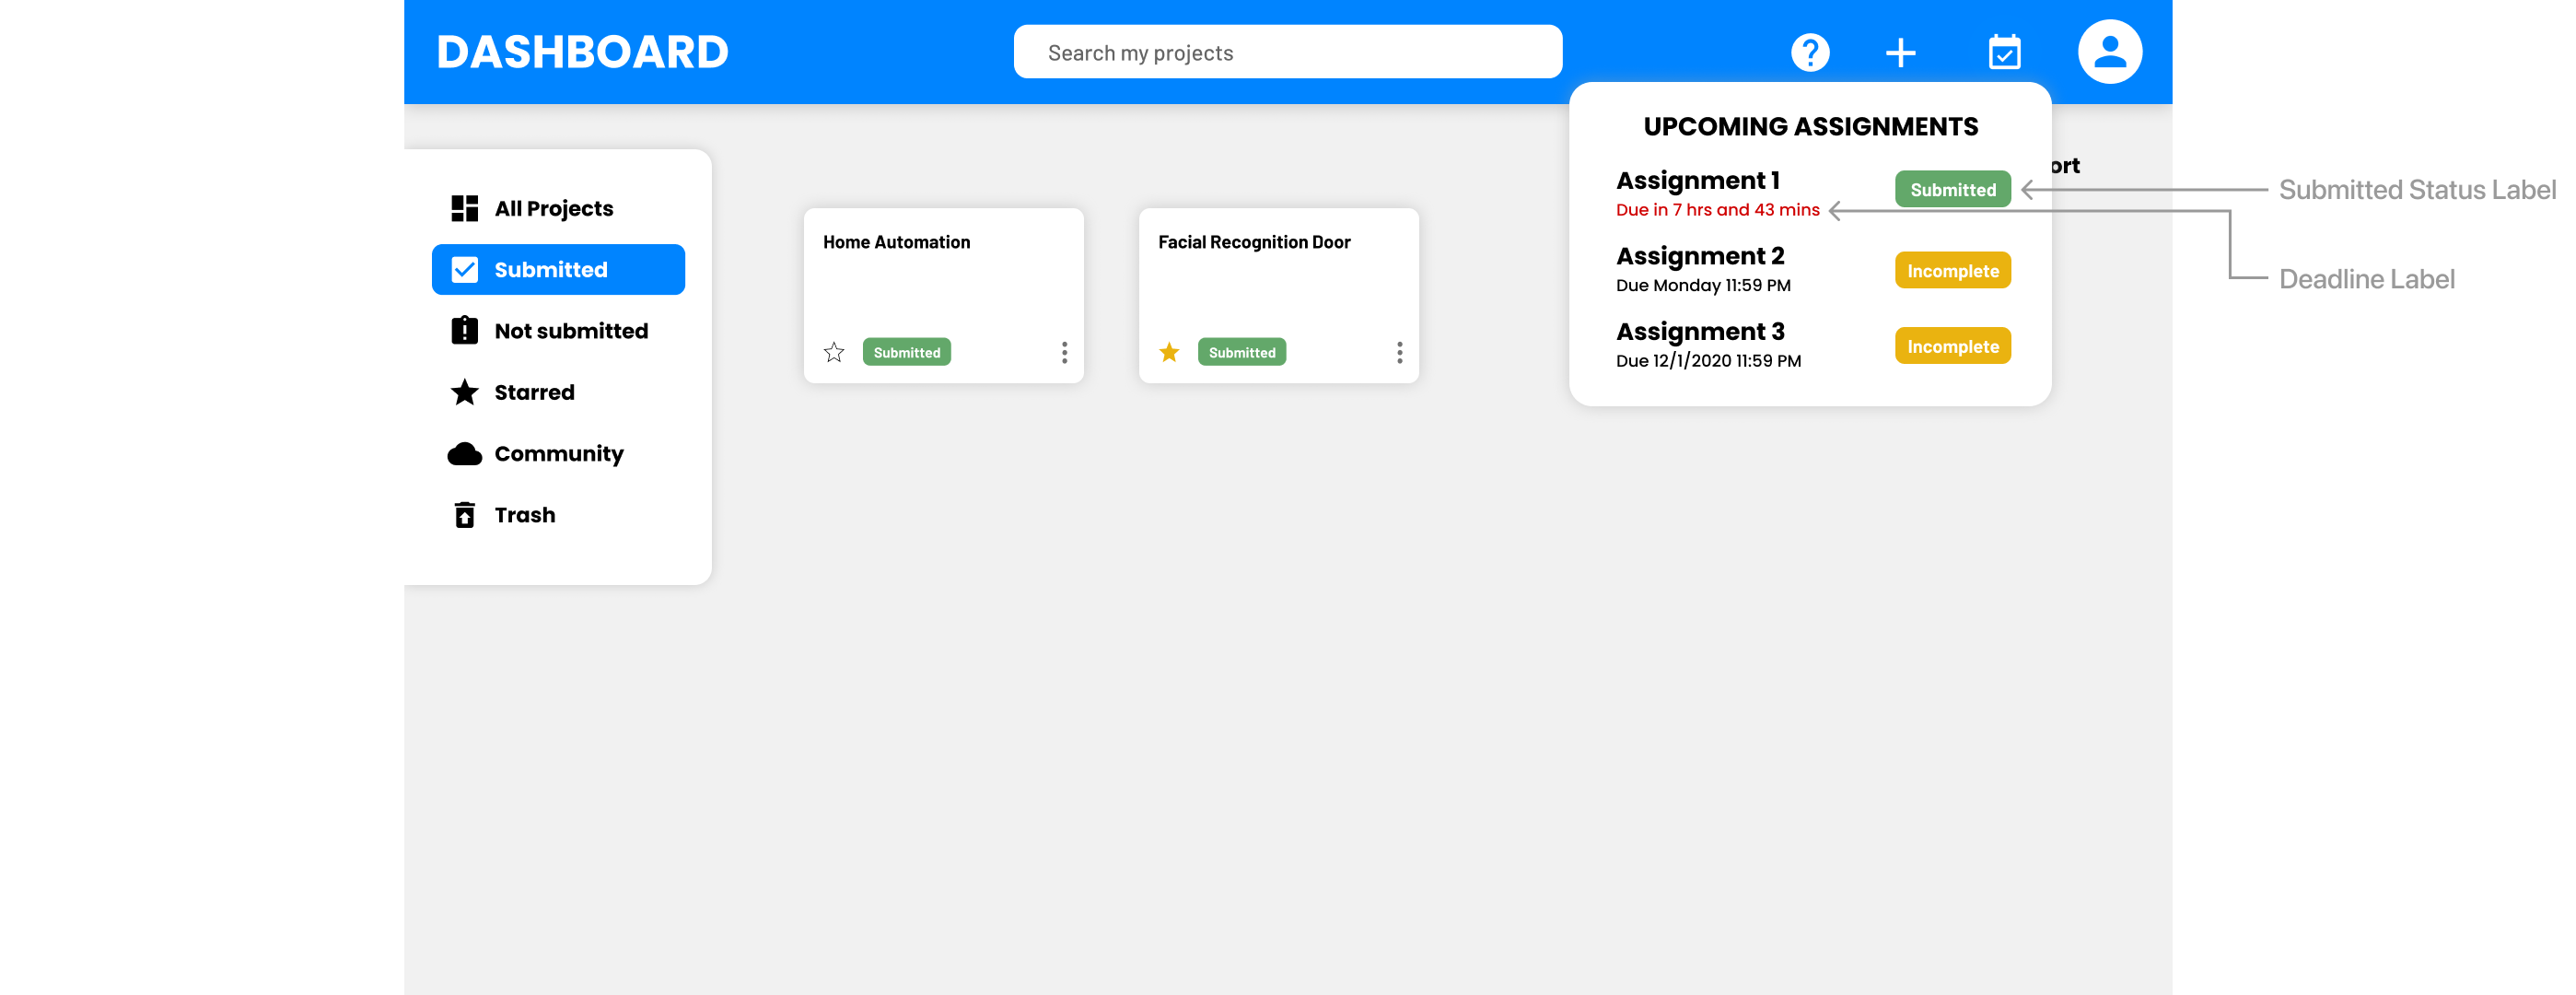 DASHBOARD
Search my projects
All Projects
Submitted
Not submitted
Starred
Community
Trash
Home Automation
Submitted
Facial Recognition Door
Submitted
UPCOMING ASSIGNMENTS
Assignment 1
Due in 7 hrs and 43 mins
Submitted
Assignment 2
Due Monday 11:59 PM
Incomplete
Assignment 3
Due 12/1/2020 11:59 PM
Incomplete
Submitted Status Label
Deadline Label